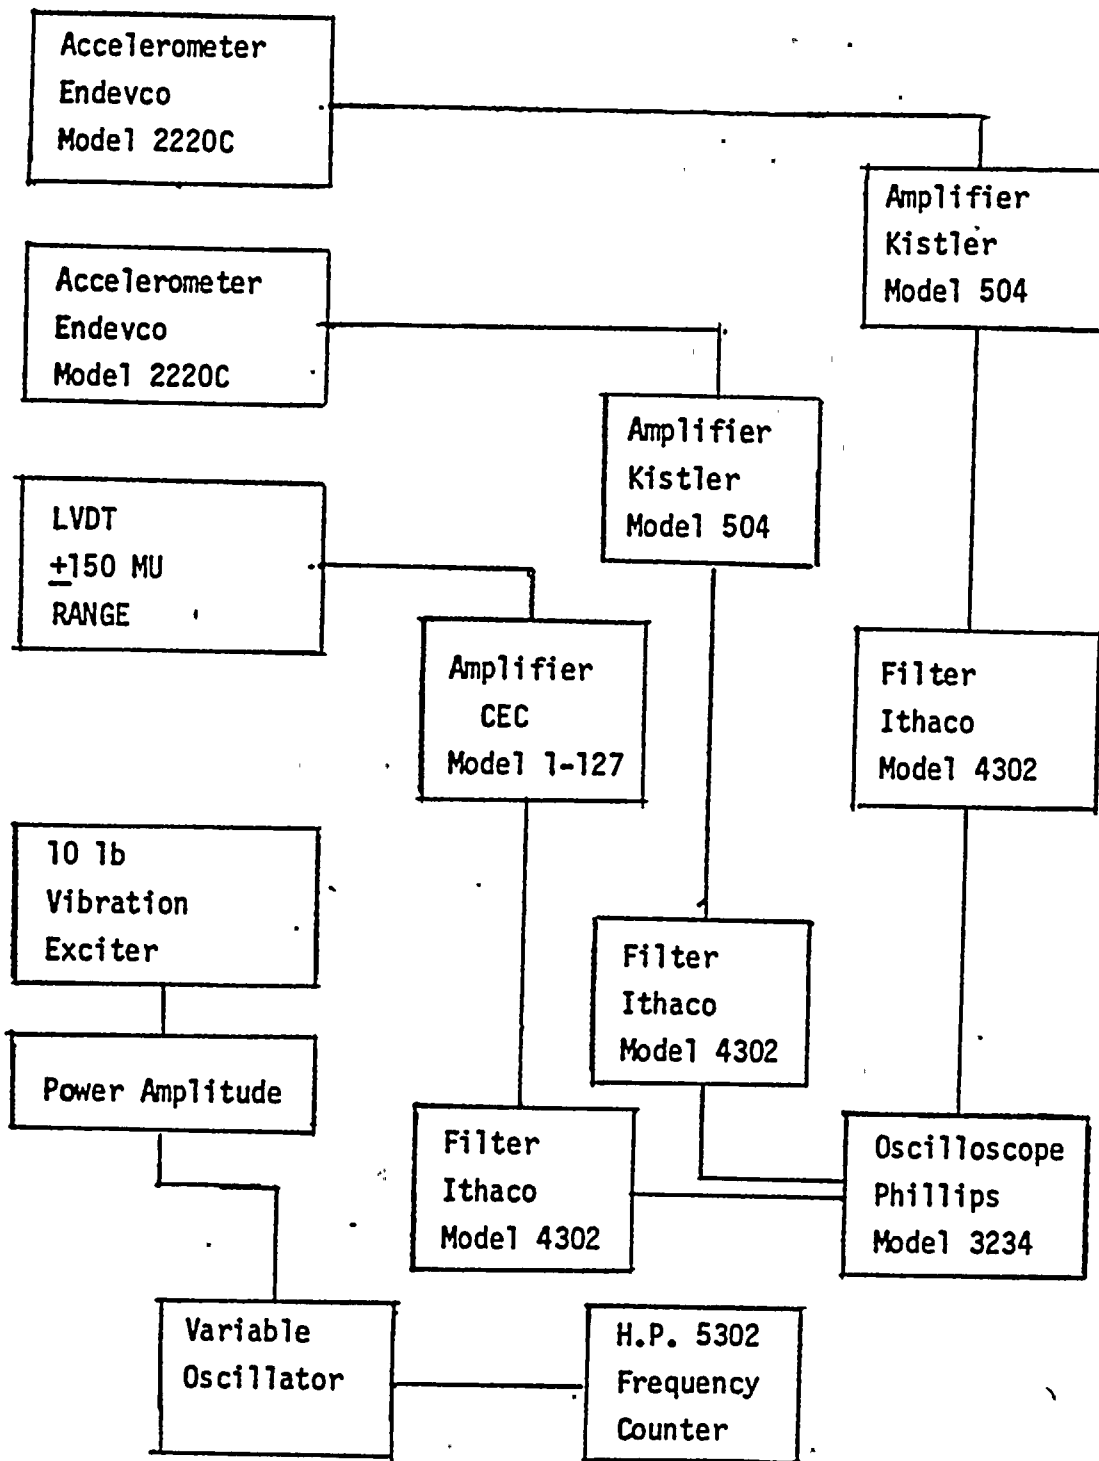 Accelerometer
Endevco
Model 2220C
Amplifier
Kistler
Model 504
Accelerometer
Endevco
Model 2220C
Amplifier
Kistler
Model 504
LVDT
±150 MU
RANGE
Amplifier
CEC
Model 1-127
Filter
Ithaco
Model 4302
10 lb
Vibration
Exciter
Filter
Ithaco
Model 4302
Power Amplitude
Filter
Ithaco
Model 4302
Oscilloscope
Phillips
Model 3234
Variable
Oscillator
H.P. 5302
Frequency
Counter